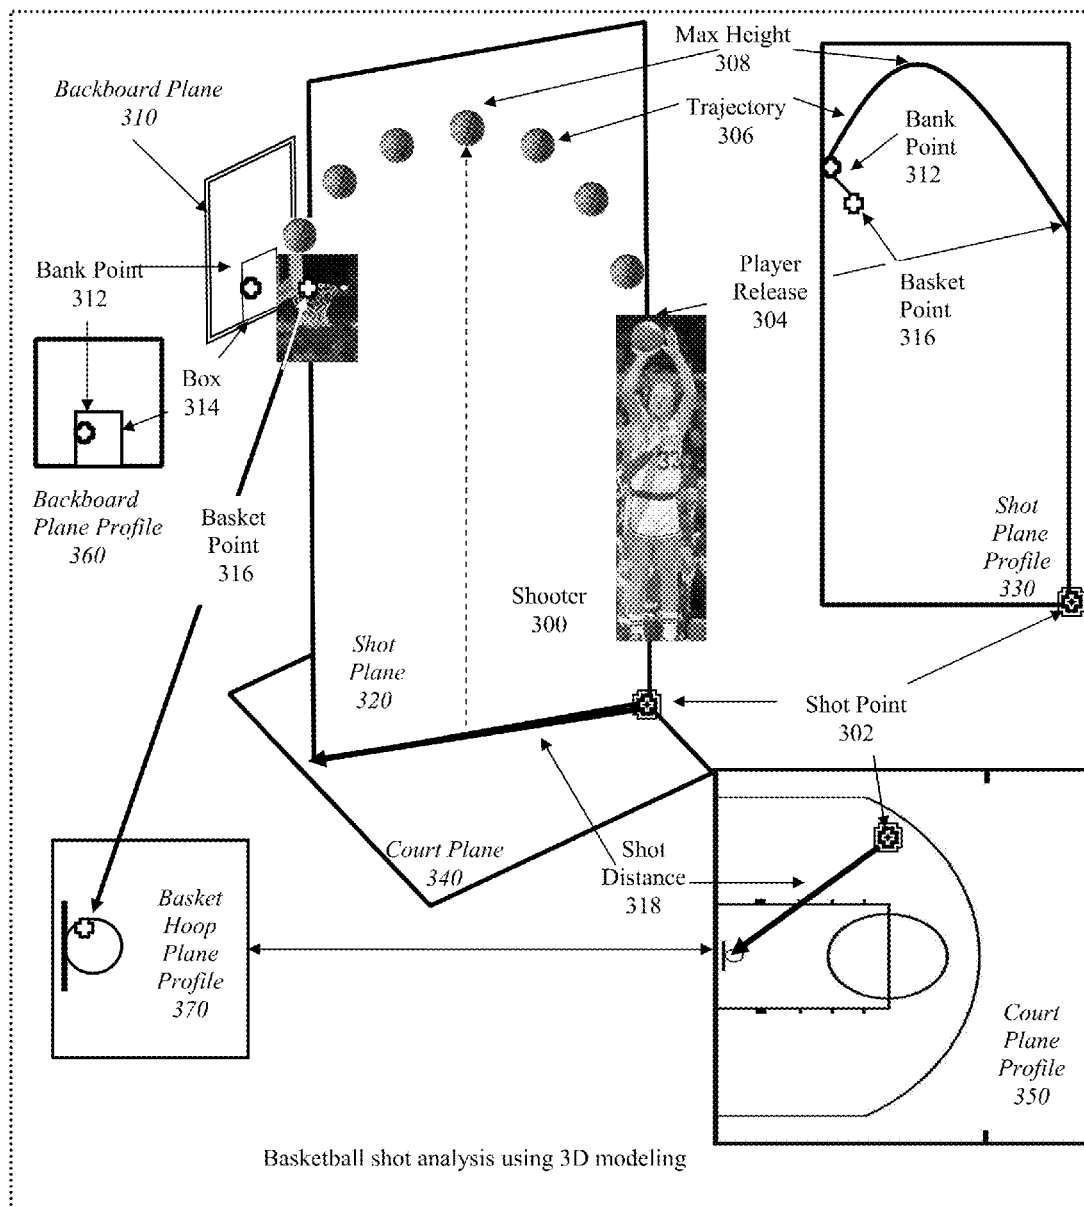 Max Height
308
Backboard Plane
310
Trajectory
306
Bank
Point
312
Bank Point
312
Player
Release
304
Basket
Point
316
Box
314
Backboard
Plane Profile
360
Basket
Point
316
Shot
Plane
Profile
330
Shooter
300
Shot
Plane
320
Shot Point
302
Court Plane
340
Shot
Distance
318
Basket
Hoop
Plane
Profile
370
Court
Plane
Profile
350
Basketball shot analysis using 3D modeling